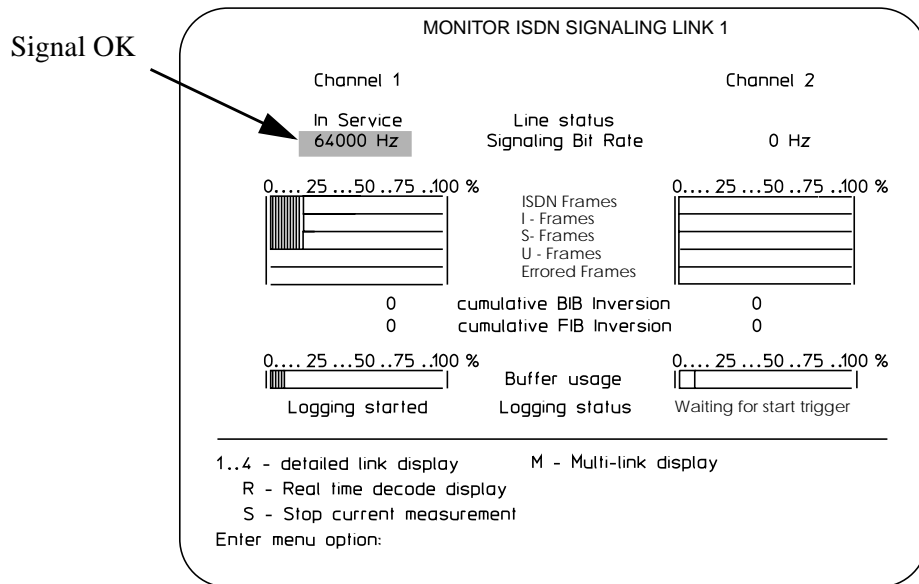 MONITOR ISDN SIGNALING LINK 1
Signal OK
Channel 1 Channel 2
In Service Line status
64000 Hz Signaling Bit Rate 0 Hz
0.... 25 ...50 ..75 ..100 % 0.... 25 ...50 ..75 ..100 %
ISDN Frames
I - Frames
S- Frames
U - Frames
Errored Frames
0 cumulative BIB Inversion 0
0 cumulative FIB Inversion 0
0.... 25 ...50 ..75 ..100 % 0.... 25 ...50 ..75 ..100 %
Buffer usage
Logging started Logging status Waiting for start trigger
1..4 - detailed link display M - Multi-link display
R - Real time decode display
S - Stop current measurement
Enter menu option: